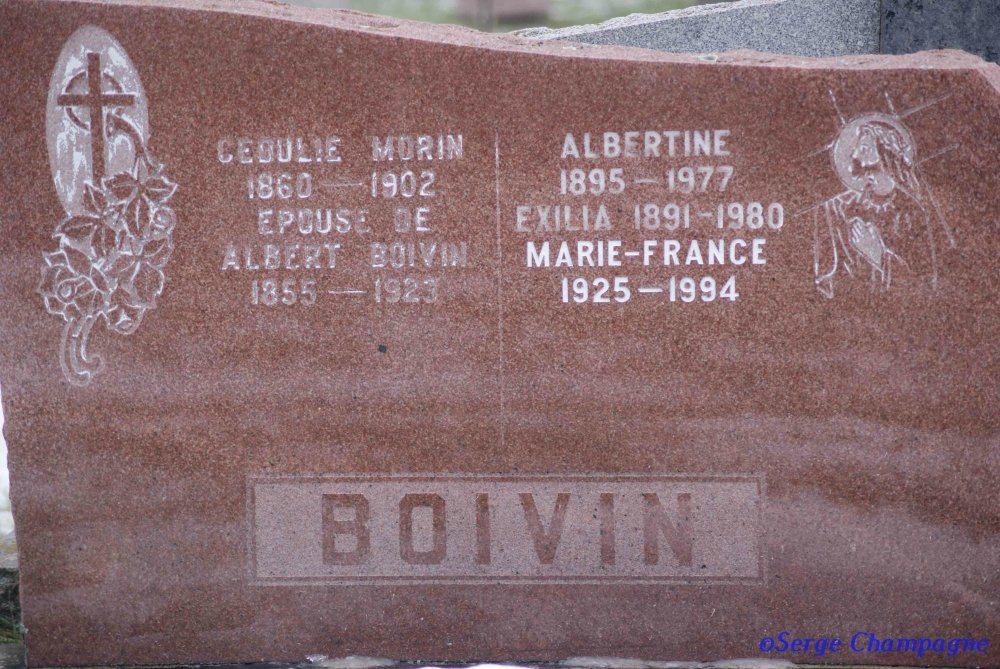 CEDULIE MORIN
1860 — 1902
EPOUSE DE
ALBERT BOIVIN
1855 — 1923
ALBERTINE
1895 — 1977
EXILIA 1891-1980
MARIE-FRANCE
1925 — 1994
BOIVIN
©Serge Champagne